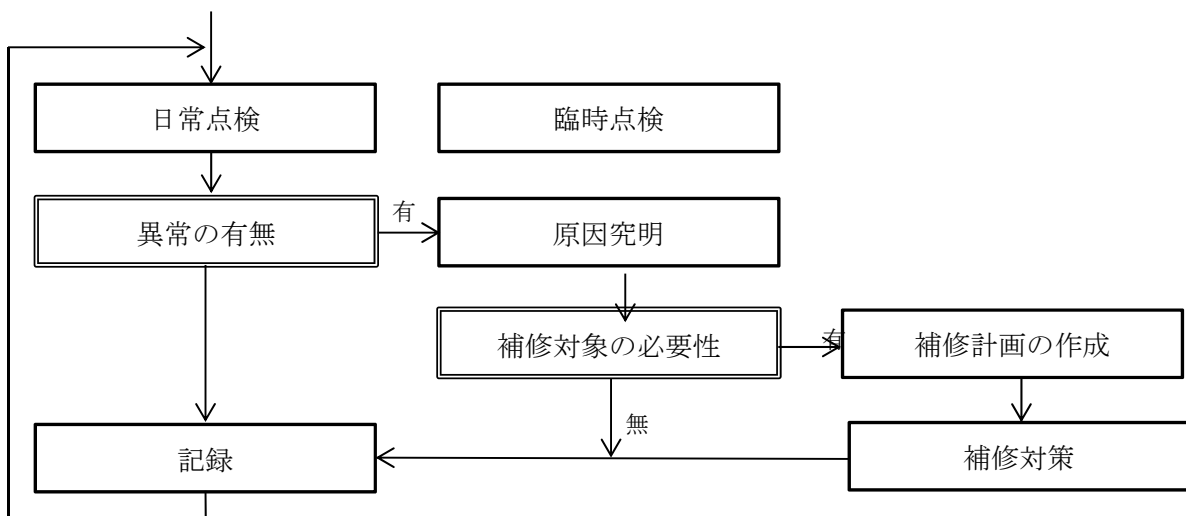 日常点検
臨時点検
異常の有無
有
原因究明
補修対象の必要性
有
補修計画の作成
無
記録
補修対策